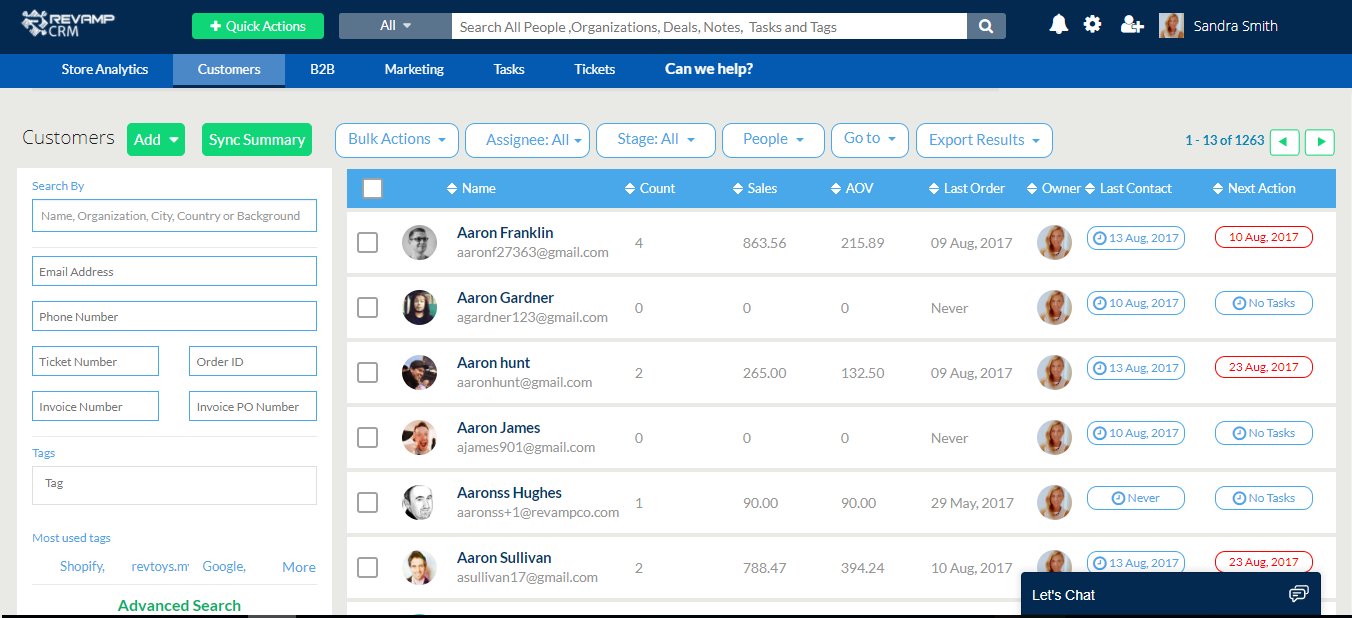 REVAMP
CRM
Quick Actions
All
Search All People ,Organizations, Deals, Notes, Tasks and Tags
Sandra Smith
Store Analytics
Customers
B2B
Marketing
Tasks
Tickets
Can we help?
Customers
Add
Sync Summary
Bulk Actions
Assignee: All
Stage: All
People
Go to
Export Results
1 - 13 of 1263
Search By
Name, Organization, City, Country or Background
Email Address
Phone Number
Ticket Number
Order ID
Invoice Number
Invoice PO Number
Tags
Tag
Most used tags
Shopify,
revtoys.my
Google,
More
Advanced Search
Name Count Sales AOV Last Order Owner Last Contact Next Action
Aaron Franklin
aaronf27363@gmail.com
4 863.56 215.89 09 Aug, 2017 13 Aug, 2017 10 Aug, 2017
Aaron Gardner
agardner123@gmail.com
0 0 0 Never 10 Aug, 2017 No Tasks
Aaron hunt
aaronhunt@gmail.com
2 265.00 132.50 09 Aug, 2017 13 Aug, 2017 23 Aug, 2017
Aaron James
ajames901@gmail.com
0 0 0 Never 10 Aug, 2017 No Tasks
Aaronss Hughes
aaronss+1@revampco.com
1 90.00 90.00 29 May, 2017 Never No Tasks
Aaron Sullivan
asullivan17@gmail.com
2 788.47 394.24 10 Aug, 2017 13 Aug, 2017 23 Aug, 2017
Let's Chat